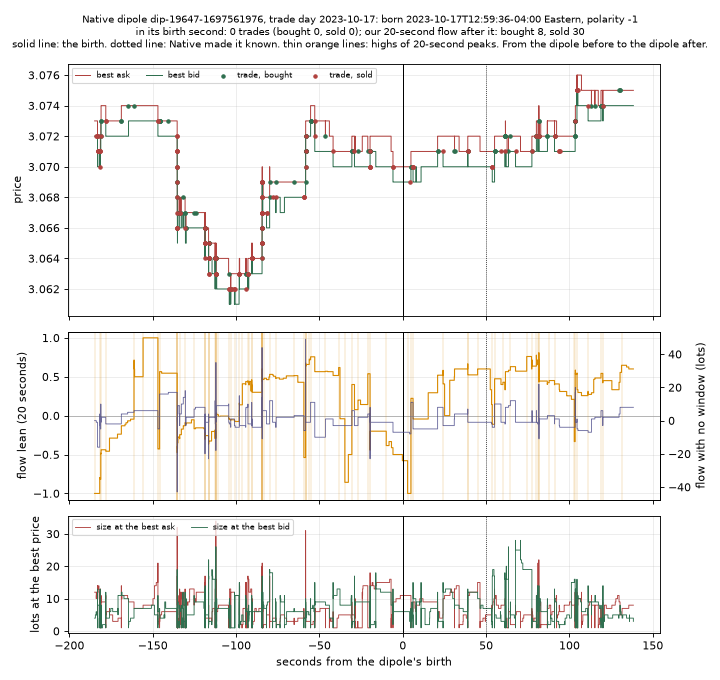 Native dipole dip-19647-1697561976, trade day 2023-10-17: born 2023-10-17T12:59:36-04:00 Eastern, polarity -1
in its birth second: 0 trades (bought 0, sold 0); our 20-second flow after it: bought 8, sold 30
solid line: the birth. dotted line: Native made it known. thin orange lines: highs of 20-second peaks. From the dipole before to the dipole after.
best ask best bid trade, bought trade, sold
3.076
3.074
3.072
3.070
3.068
3.066
3.064
3.062
price
1.0
0.5
0.0
−0.5
−1.0
flow lean (20 seconds)
40
20
0
−20
−40
flow with no window (lots)
size at the best ask size at the best bid
30
20
10
0
lots at the best price
−200 −150 −100 −50 0 50 100 150
seconds from the dipole's birth